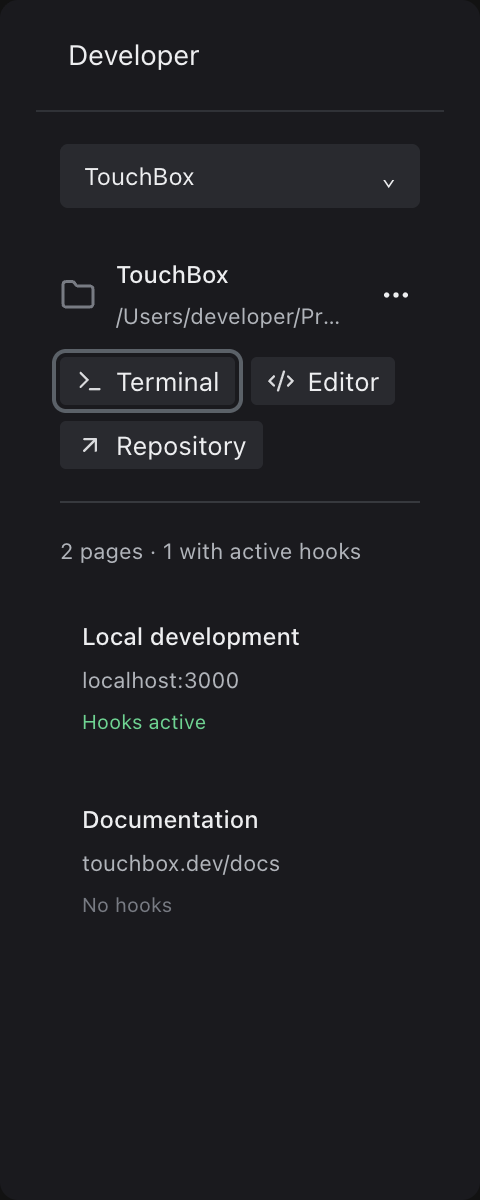 Developer
TouchBox
TouchBox
/Users/developer/Pr...
Terminal
Editor
Repository
2 pages · 1 with active hooks
Local development
localhost:3000
Hooks active
Documentation
touchbox.dev/docs
No hooks